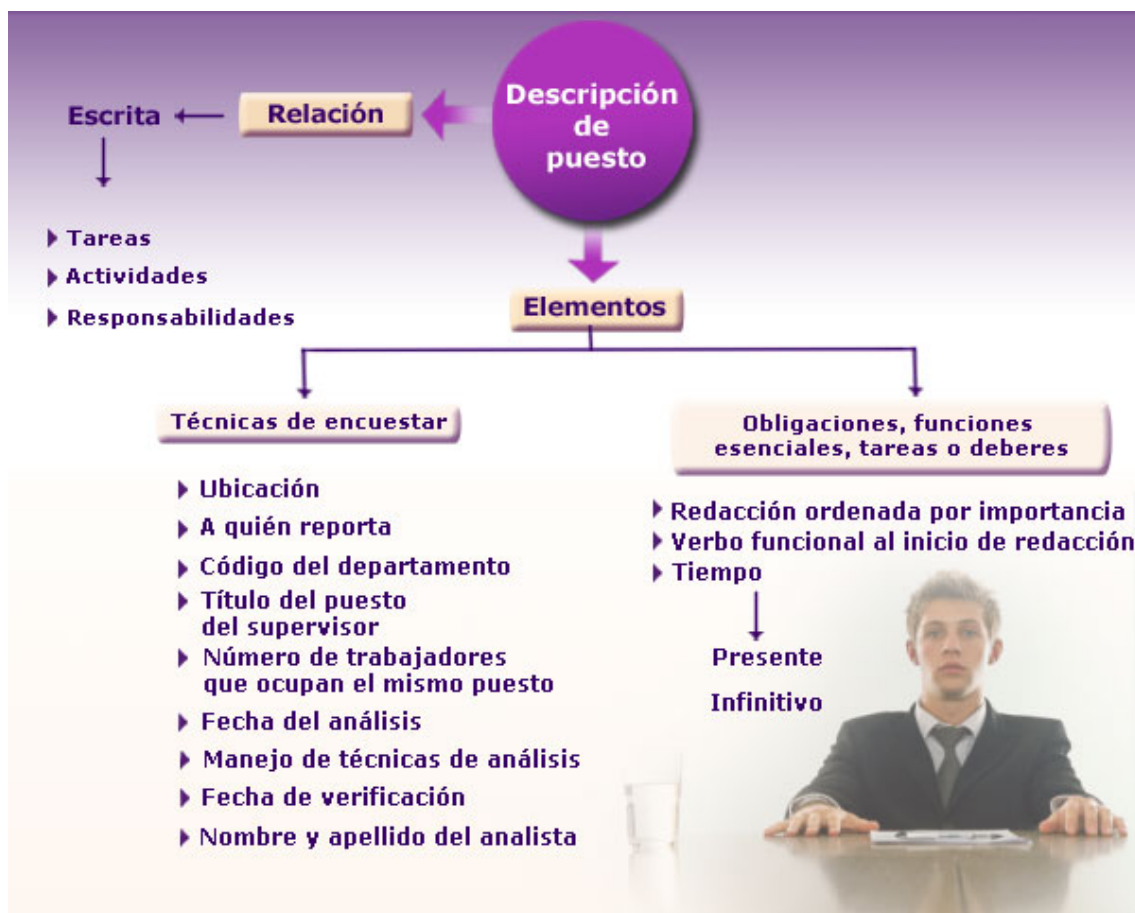 Descripción
de
puesto
Relación
Escrita
Tareas
Actividades
Responsabilidades
Elementos
Técnicas de encuestar
Ubicación
A quién reporta
Código del departamento
Título del puesto
del supervisor
Número de trabajadores
que ocupan el mismo puesto
Fecha del análisis
Manejo de técnicas de análisis
Fecha de verificación
Nombre y apellido del analista
Obligaciones, funciones
esenciales, tareas o deberes
Redacción ordenada por importancia
Verbo funcional al inicio de redacción
Tiempo
Presente
Infinitivo